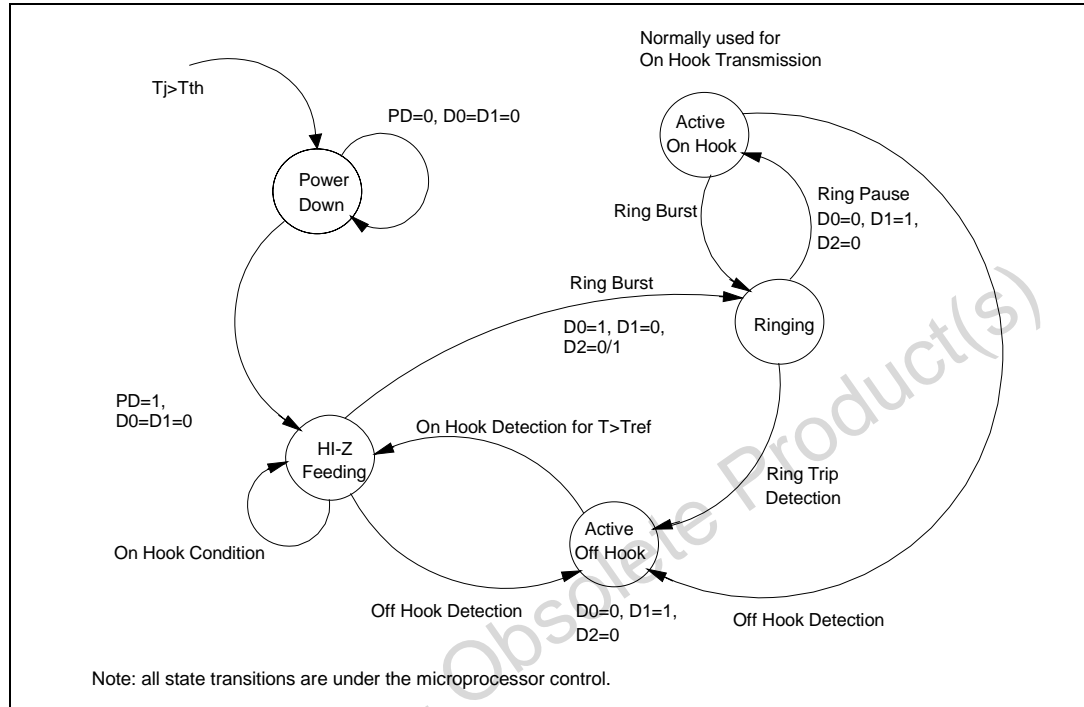 Normally used for
On Hook Transmission
Tj>Tth
PD=0, D0=D1=0
Active
On Hook
Power
Down
Ring Pause
D0=0, D1=1,
D2=0
Ring Burst
Ring Burst
Ringing
D0=1, D1=0,
D2=0/1
PD=1,
D0=D1=0
On Hook Detection for T>Tref
HI-Z
Feeding
Ring Trip
Detection
Active
Off Hook
On Hook Condition
Off Hook Detection
D0=0, D1=1,
D2=0
Off Hook Detection
Note: all state transitions are under the microprocessor control.
Obsolete Product(s)